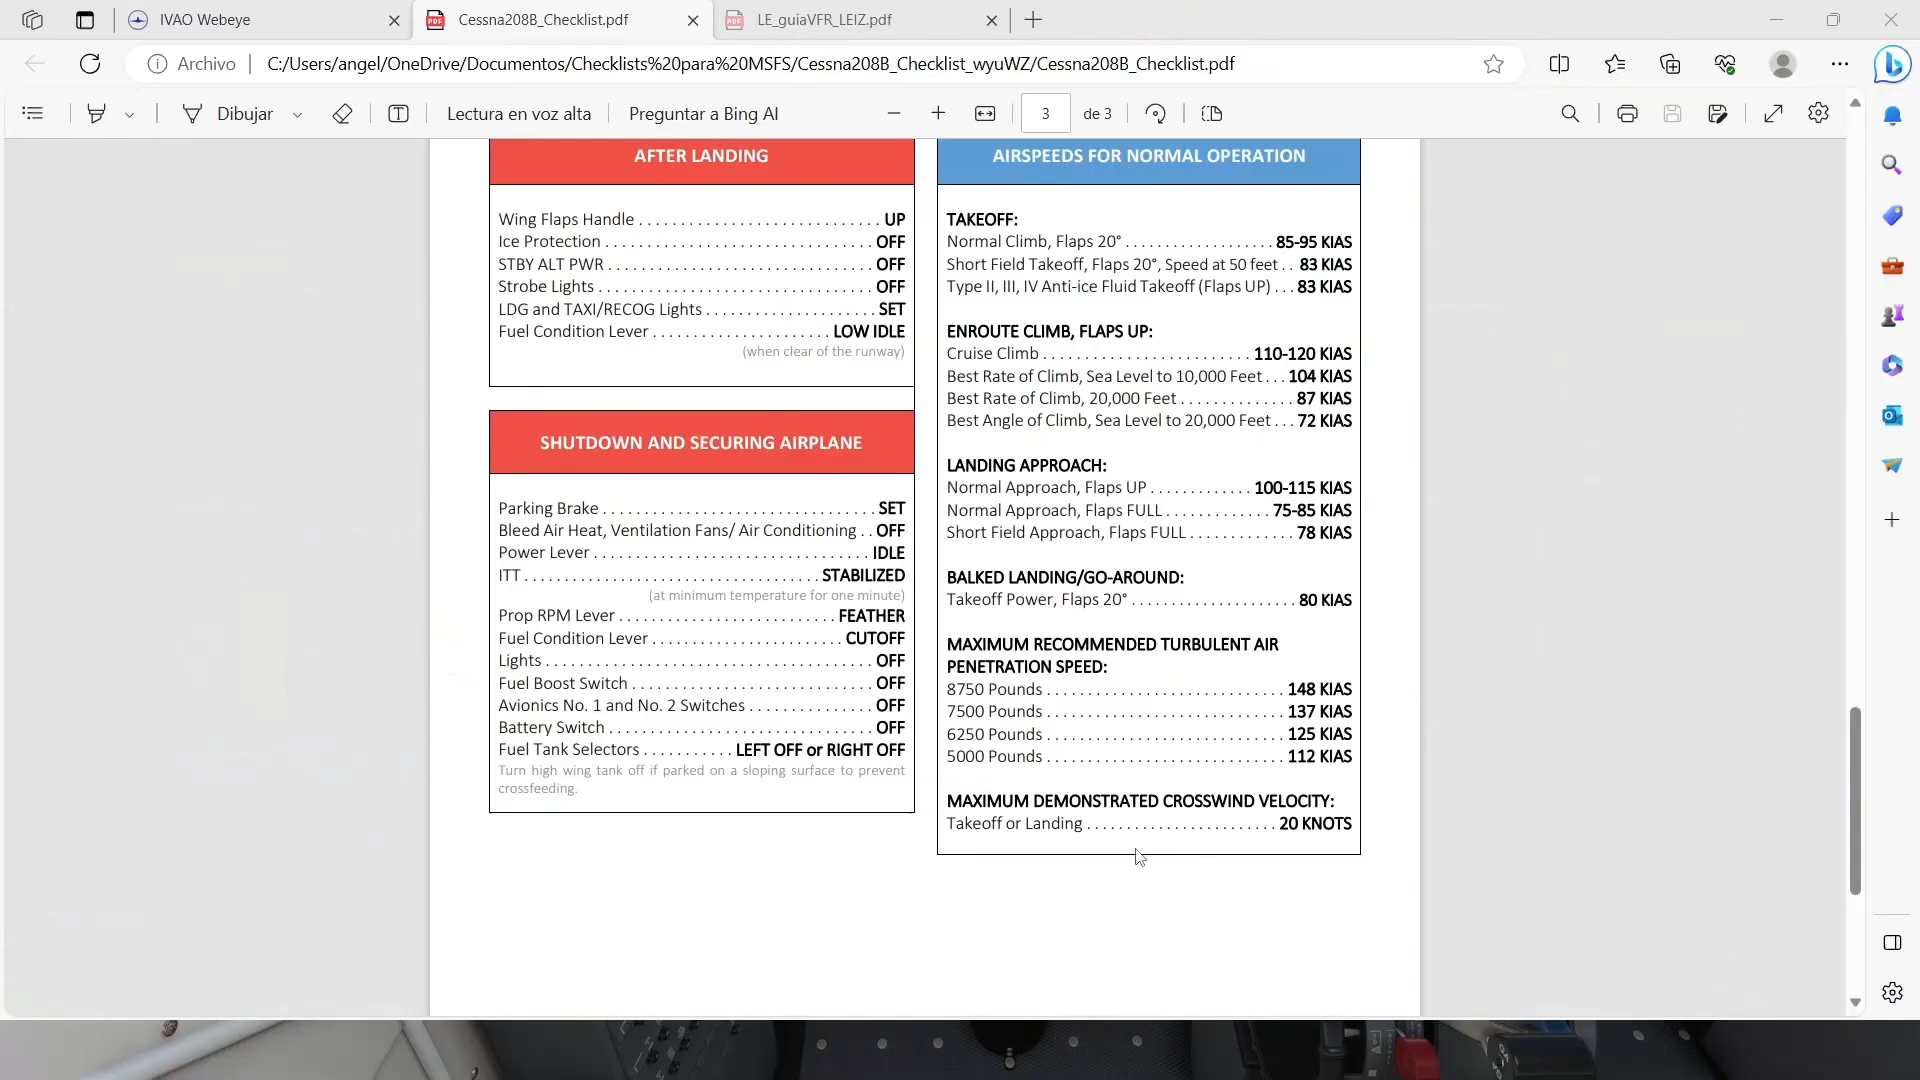 IVAO Webeye
Cessna208B_Checklist.pdf
LE_guiaVFR_LEIZ.pdf
Archivo
C:/Users/angel/OneDrive/Documentos/Checklists%20para%20MSFS/Cessna208B_Checklist_wyuWZ/Cessna208B_Checklist.pdf
Dibujar
Lectura en voz alta
Preguntar a Bing AI
3
de 3
AFTER LANDING
Wing Flaps Handle . . . . . . . . . . . . . . . . . . . . . . . . . . . . . UP
Ice Protection . . . . . . . . . . . . . . . . . . . . . . . . . . . . . . . . OFF
STBY ALT PWR . . . . . . . . . . . . . . . . . . . . . . . . . . . . . . . . OFF
Strobe Lights . . . . . . . . . . . . . . . . . . . . . . . . . . . . . . . . . OFF
LDG and TAXI/RECOG Lights . . . . . . . . . . . . . . . . . . . . . SET
Fuel Condition Lever . . . . . . . . . . . . . . . . . . . . . . LOW IDLE
(when clear of the runway)
SHUTDOWN AND SECURING AIRPLANE
Parking Brake . . . . . . . . . . . . . . . . . . . . . . . . . . . . . . . . . SET
Bleed Air Heat, Ventilation Fans/ Air Conditioning . . OFF
Power Lever . . . . . . . . . . . . . . . . . . . . . . . . . . . . . . . . . . IDLE
ITT . . . . . . . . . . . . . . . . . . . . . . . . . . . . . . . . . . . . STABILIZED
(at minimum temperature for one minute)
Prop RPM Lever . . . . . . . . . . . . . . . . . . . . . . . . . . . FEATHER
Fuel Condition Lever . . . . . . . . . . . . . . . . . . . . . . . CUTOFF
Lights . . . . . . . . . . . . . . . . . . . . . . . . . . . . . . . . . . . . . . . . OFF
Fuel Boost Switch . . . . . . . . . . . . . . . . . . . . . . . . . . . . . OFF
Avionics No. 1 and No. 2 Switches . . . . . . . . . . . . . . . OFF
Battery Switch . . . . . . . . . . . . . . . . . . . . . . . . . . . . . . . . OFF
Fuel Tank Selectors . . . . . . . . . . . LEFT OFF or RIGHT OFF
Turn high wing tank off if parked on a sloping surface to prevent
crossfeeding.
AIRSPEEDS FOR NORMAL OPERATION
TAKEOFF:
Normal Climb, Flaps 20° . . . . . . . . . . . . . . . . . . . 85-95 KIAS
Short Field Takeoff, Flaps 20°, Speed at 50 feet . . 83 KIAS
Type II, III, IV Anti-ice Fluid Takeoff (Flaps UP) . . . 83 KIAS
ENROUTE CLIMB, FLAPS UP:
Cruise Climb . . . . . . . . . . . . . . . . . . . . . . . . . . 110-120 KIAS
Best Rate of Climb, Sea Level to 10,000 Feet . . . 104 KIAS
Best Rate of Climb, 20,000 Feet . . . . . . . . . . . . . . 87 KIAS
Best Angle of Climb, Sea Level to 20,000 Feet . . . 72 KIAS
LANDING APPROACH:
Normal Approach, Flaps UP . . . . . . . . . . . . . 100-115 KIAS
Normal Approach, Flaps FULL . . . . . . . . . . . . . 75-85 KIAS
Short Field Approach, Flaps FULL . . . . . . . . . . . . . 78 KIAS
BALKED LANDING/GO-AROUND:
Takeoff Power, Flaps 20° . . . . . . . . . . . . . . . . . . . . . 80 KIAS
MAXIMUM RECOMMENDED TURBULENT AIR
PENETRATION SPEED:
8750 Pounds . . . . . . . . . . . . . . . . . . . . . . . . . . . . . 148 KIAS
7500 Pounds . . . . . . . . . . . . . . . . . . . . . . . . . . . . . 137 KIAS
6250 Pounds . . . . . . . . . . . . . . . . . . . . . . . . . . . . . 125 KIAS
5000 Pounds . . . . . . . . . . . . . . . . . . . . . . . . . . . . . 112 KIAS
MAXIMUM DEMONSTRATED CROSSWIND VELOCITY:
Takeoff or Landing . . . . . . . . . . . . . . . . . . . . . . . . 20 KNOTS